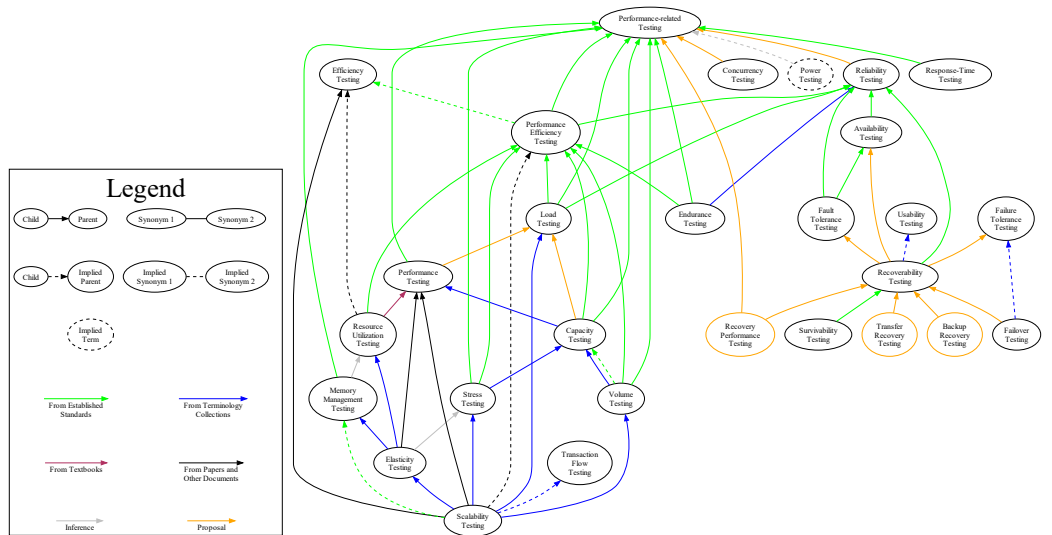 Performance-related
Testing
Efficiency
Testing
Concurrency
Testing
Power
Testing
Reliability
Testing
Response-Time
Testing
Performance
Efficiency
Testing
Availability
Testing
Legend
Child
Parent
Synonym 1
Synonym 2
Child
Implied
Parent
Implied
Synonym 1
Implied
Synonym 2
Implied
Term
From Established
Standards
From Terminology
Collections
From Textbooks
From Papers and
Other Documents
Inference
Proposal
Load
Testing
Endurance
Testing
Fault
Tolerance
Testing
Usability
Testing
Failure
Tolerance
Testing
Performance
Testing
Recoverability
Testing
Resource
Utilization
Testing
Capacity
Testing
Recovery
Performance
Testing
Survivability
Testing
Transfer
Recovery
Testing
Backup
Recovery
Testing
Failover
Testing
Memory
Management
Testing
Stress
Testing
Volume
Testing
Elasticity
Testing
Transaction
Flow
Testing
Scalability
Testing